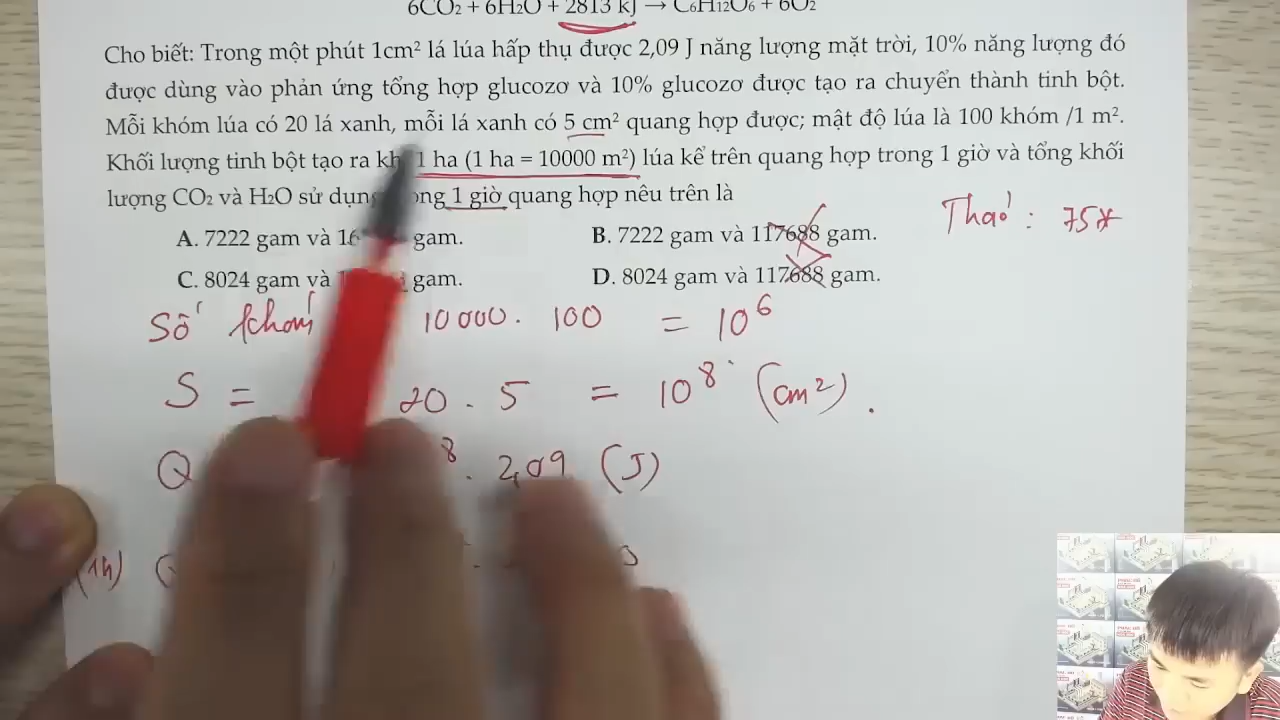 6CO₂ + 6H₂O + 2813 kJ → C₆H₁₂O₆ + 6O₂
Cho biết: Trong một phút 1cm² lá lúa hấp thụ được 2,09 J năng lượng mặt trời, 10% năng lượng đó
được dùng vào phản ứng tổng hợp glucozơ và 10% glucozơ được tạo ra chuyển thành tinh bột.
Mỗi khóm lúa có 20 lá xanh, mỗi lá xanh có 5 cm² quang hợp được; mật độ lúa là 100 khóm /1 m².
Khối lượng tinh bột tạo ra 1 ha (1 ha = 10000 m²) lúa kể trên quang hợp trong 1 giờ và tổng khối
lượng CO₂ và H₂O sử dụng 1 giờ quang hợp nêu trên là
Thảo : 75*
A. 7222 gam và gam. B. 7222 gam và 117688 gam.
C. 8024 gam và gam. D. 8024 gam và 117688 gam.
Số khóm 10000. 100 = 10⁶
S = 20 . 5 = 10⁸ (cm²).
Q ⁸ . 2,09 (J)
(1h)